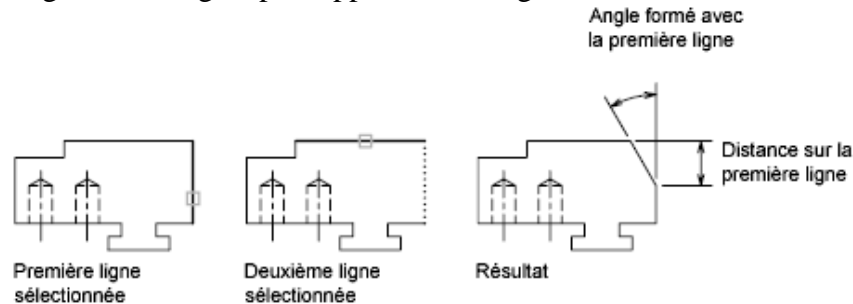 Angle formé avec
la première ligne
Distance sur la
première ligne
Première ligne
sélectionnée
Deuxième ligne
sélectionnée
Résultat